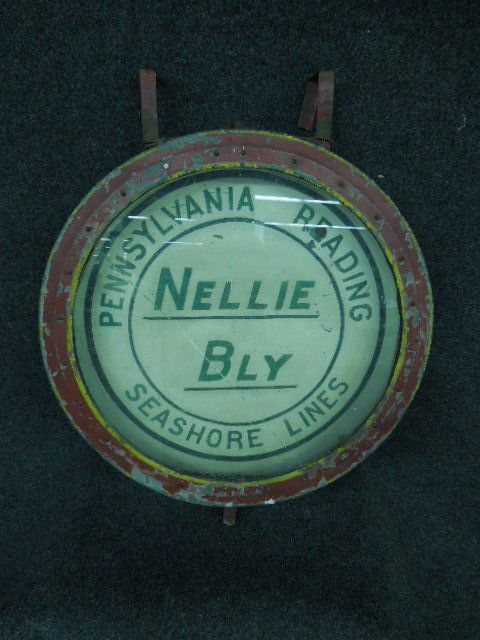 PENNSYLVANIA READING
NELLIE
BLY
SEASHORE LINES